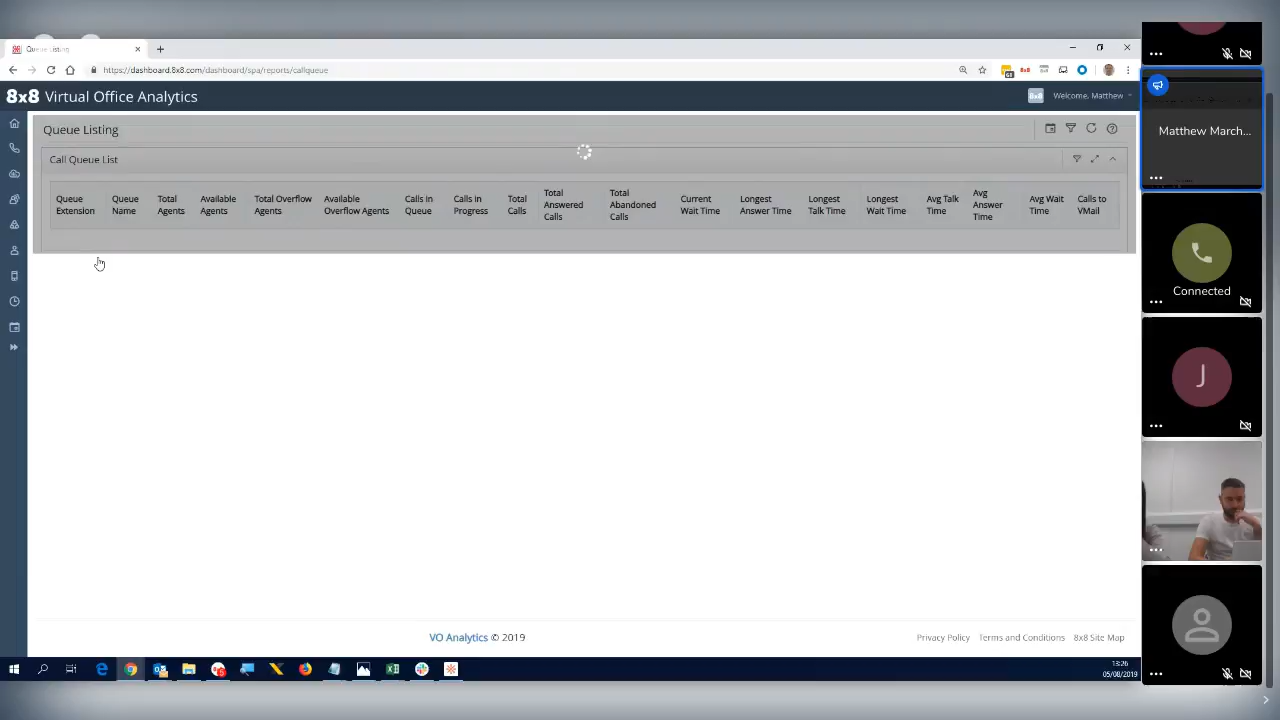 Queue Listing
https://dashboard.8x8.com/dashboard/spa/reports/callqueue
8x8 Virtual Office Analytics
8x8
Welcome, Matthew
Queue Listing
Call Queue List
Queue Extension
Queue Name
Total Agents
Available Agents
Total Overflow Agents
Available Overflow Agents
Calls in Queue
Calls in Progress
Total Calls
Total Answered Calls
Total Abandoned Calls
Current Wait Time
Longest Answer Time
Longest Talk Time
Longest Wait Time
Avg Talk Time
Avg Answer Time
Avg Wait Time
Calls to VMail
VO Analytics © 2019
Privacy Policy
Terms and Conditions
8x8 Site Map
13:26
05/08/2019
Matthew March...
Connected
J